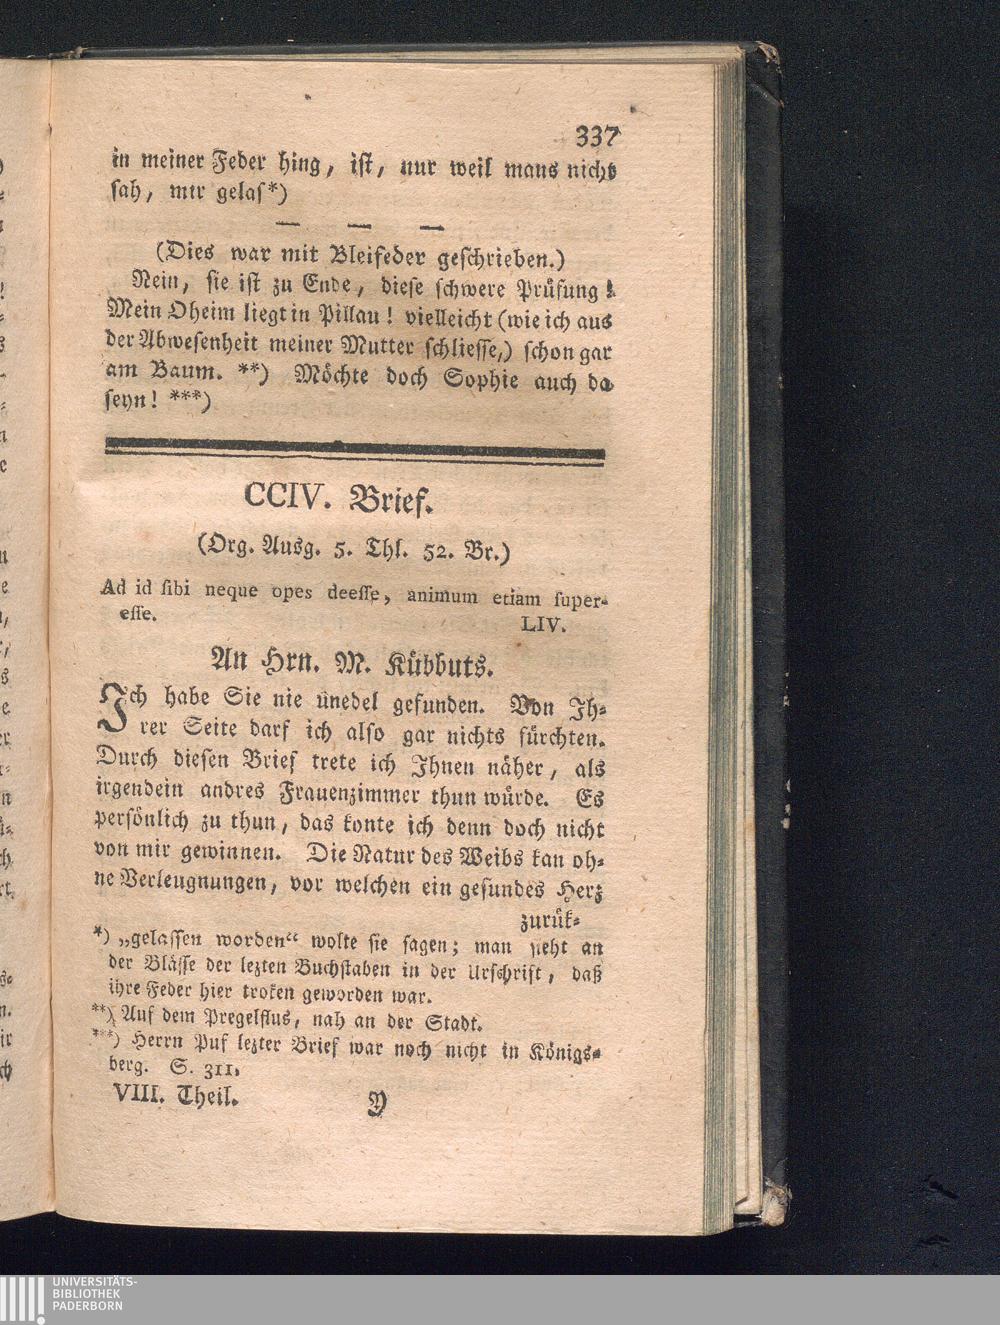 337
in meiner Feder hing, ist, nur weil mans nicht
sah, mir gelas*)
— — —
(Dies war mit Bleifeder geschrieben.)
Nein, sie ist zu Ende, diese schwere Prüfung!
Mein Oheim liegt in Pillau! vielleicht (wie ich aus
der Abwesenheit meiner Mutter schliesse,) schon gar
am Baum. **) Möchte doch Sophie auch da
seyn! ***)
CCIV. Brief.
(Org. Ausg. 5. Thl. 52. Br.)
Ad id sibi neque opes deesse, animum etiam super-
esse.
LIV.
An Hrn. M. Kübbuts.
Ich habe Sie nie unedel gefunden. Von Ih-
rer Seite darf ich also gar nichts fürchten.
Durch diesen Brief trete ich Ihnen näher, als
irgendein andres Frauenzimmer thun würde. Es
persönlich zu thun, das konte ich denn doch nicht
von mir gewinnen. Die Natur des Weibs kan oh-
ne Verleugnungen, vor welchen ein gesundes Herz
zurük-
*) „gelassen worden“ wolte sie sagen; man sieht an
der Blässe der lezten Buchstaben in der Urschrift, daß
ihre Feder hier troken geworden war.
**) Auf dem Pregelflus, nah an der Stadt.
***) Herrn Puf lezter Brief war noch nicht in Königs-
berg. S. 311.
VIII. Theil.
Y
UNIVERSITÄTS-
BIBLIOTHEK
PADERBORN